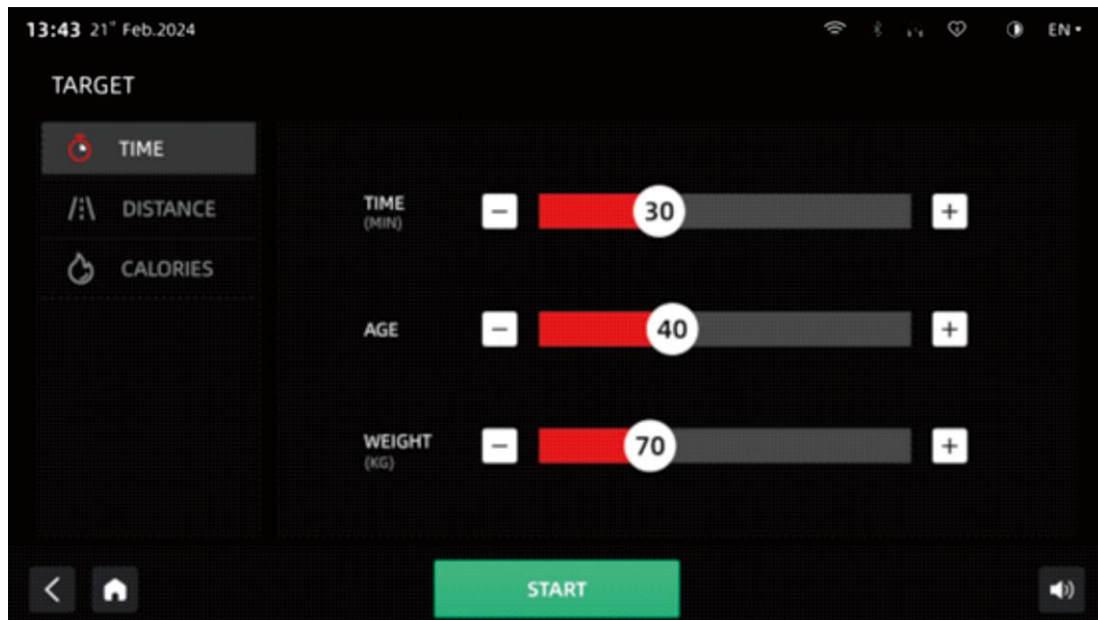 13:43 21" Feb.2024
EN
TARGET
TIME
DISTANCE
CALORIES
TIME
(MIN)
− 30 +
AGE
− 40 +
WEIGHT
(KG)
− 70 +
START